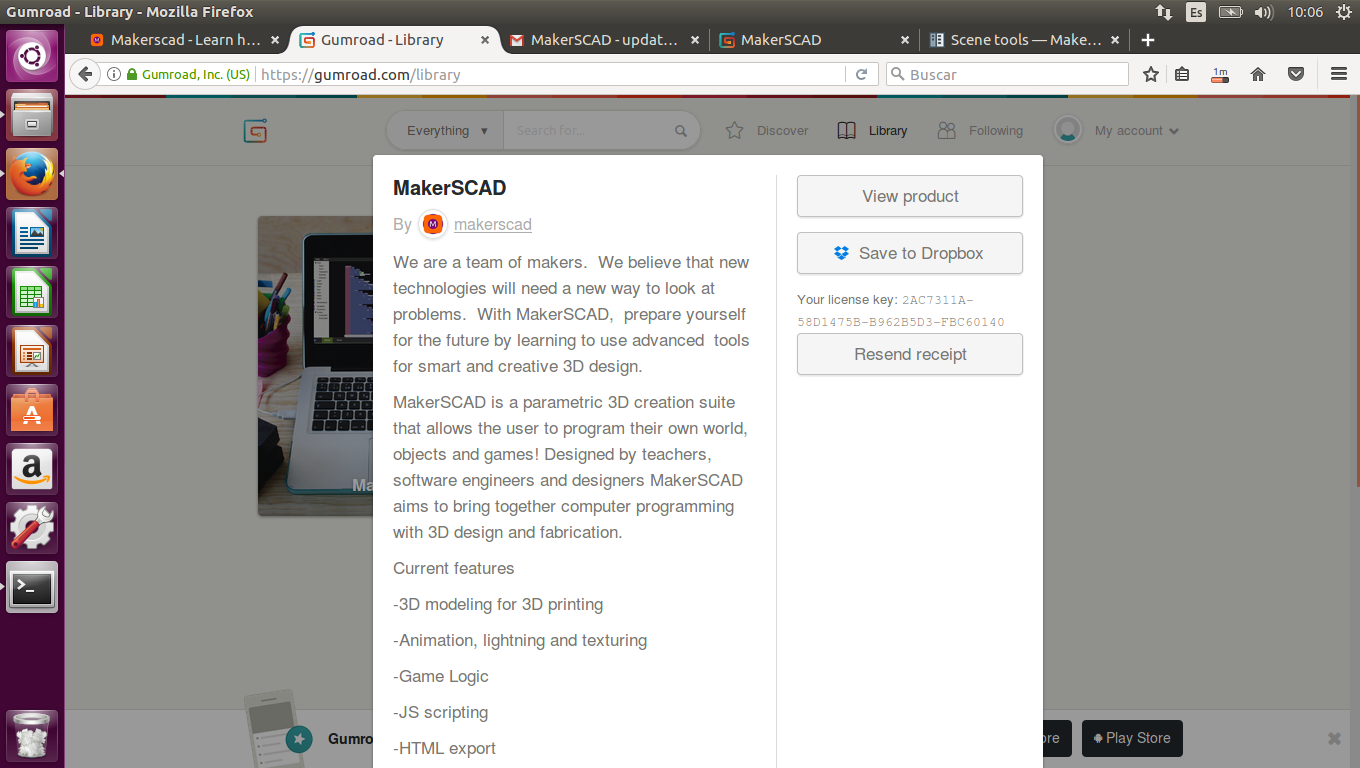 Gumroad - Library - Mozilla Firefox
Es
10:06
Makerscad - Learn h...
Gumroad - Library
MakerSCAD - updat...
MakerSCAD
Scene tools — Make...
Gumroad, Inc. (US)
https://gumroad.com/library
Buscar
1m
Everything
Search for...
Discover
Library
Following
My account
MakerSCAD
By
makerscad
We are a team of makers.  We believe that new
technologies will need a new way to look at
problems.  With MakerSCAD,  prepare yourself
for the future by learning to use advanced  tools
for smart and creative 3D design.
MakerSCAD is a parametric 3D creation suite
that allows the user to program their own world,
objects and games! Designed by teachers,
software engineers and designers MakerSCAD
aims to bring together computer programming
with 3D design and fabrication.
Current features
-3D modeling for 3D printing
-Animation, lightning and texturing
-Game Logic
-JS scripting
-HTML export
View product
Save to Dropbox
Your license key: 2AC7311A-
58D1475B-B962B5D3-FBC60140
Resend receipt
Ma
Gumro
ore
Play Store